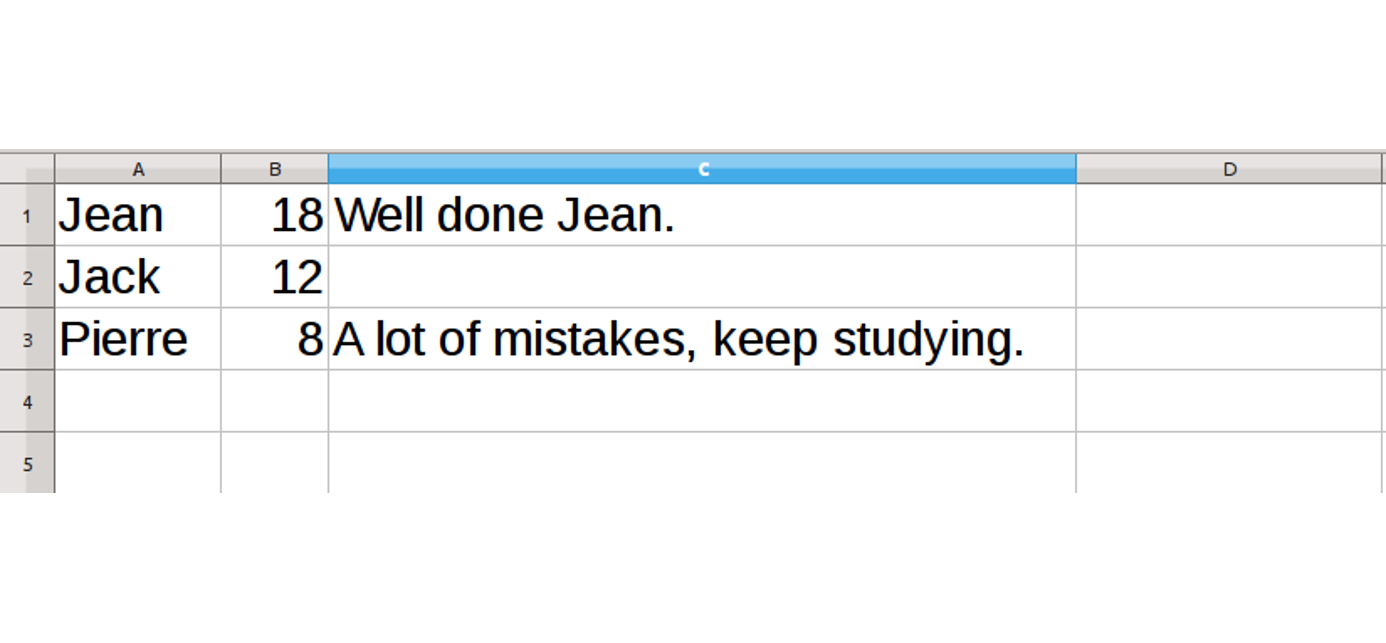 A B C D
1 Jean 18 Well done Jean.
2 Jack 12
3 Pierre 8 A lot of mistakes, keep studying.
4
5